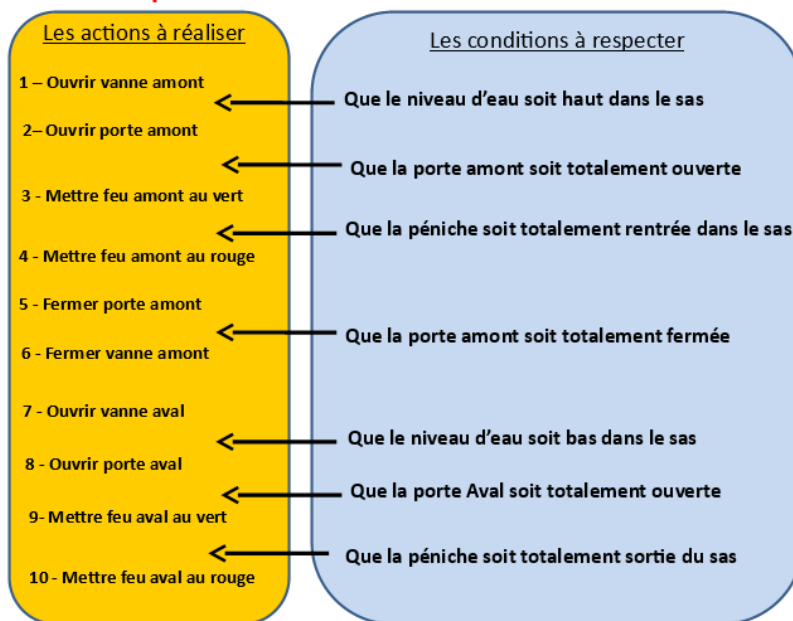 Les actions à réaliser
1 – Ouvrir vanne amont
2– Ouvrir porte amont
3 - Mettre feu amont au vert
4 - Mettre feu amont au rouge
5 - Fermer porte amont
6 - Fermer vanne amont
7 - Ouvrir vanne aval
8 - Ouvrir porte aval
9- Mettre feu aval au vert
10 - Mettre feu aval au rouge
Les conditions à respecter
Que le niveau d'eau soit haut dans le sas
Que la porte amont soit totalement ouverte
Que la péniche soit totalement rentrée dans le sas
Que la porte amont soit totalement fermée
Que le niveau d'eau soit bas dans le sas
Que la porte Aval soit totalement ouverte
Que la péniche soit totalement sortie du sas